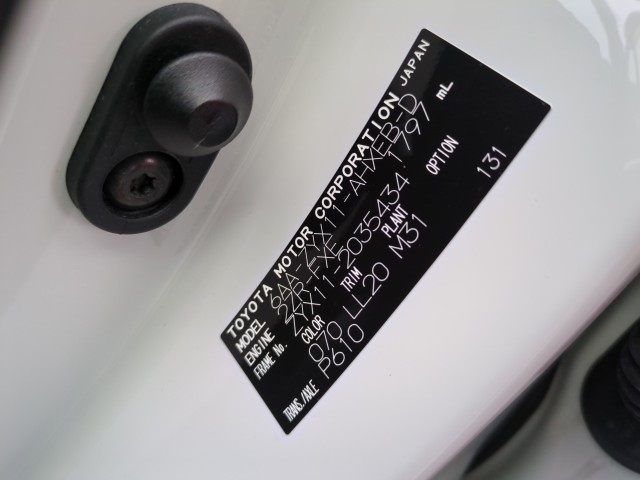 TOYOTA MOTOR CORPORATION JAPAN
MODEL 6AA-ZYX11-AHXEB-D
ENGINE 2ZR-FXE 1797 mL
FRAME No. ZYX11-2035434
COLOR TRIM PLANT OPTION
070 LL20 M31 131
TRANS./AXLE P610